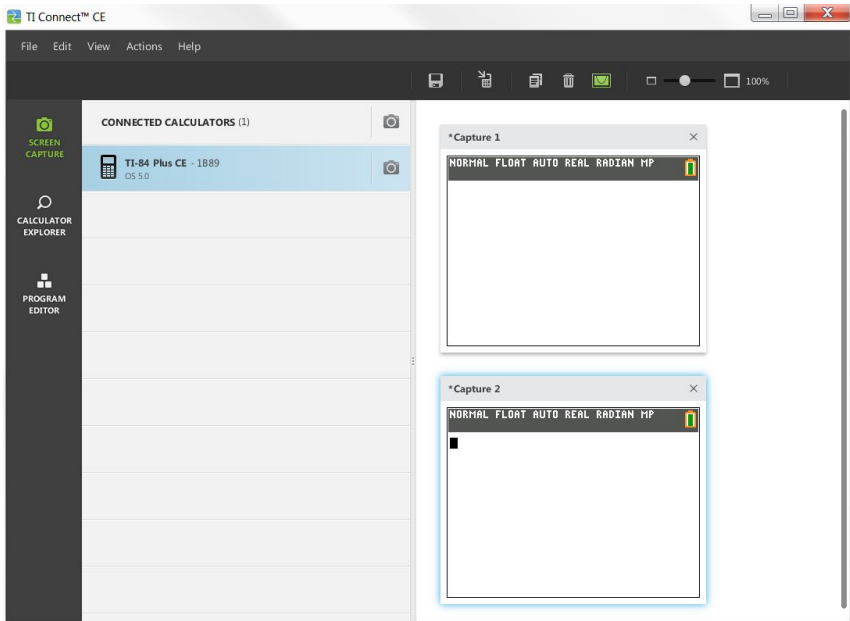 TI Connect™ CE
File Edit View Actions Help
100%
SCREEN
CAPTURE
CALCULATOR
EXPLORER
PROGRAM
EDITOR
CONNECTED CALCULATORS (1)
TI-84 Plus CE - 1B89
OS 5.0
*Capture 1
NORMAL FLOAT AUTO REAL RADIAN MP
*Capture 2
NORMAL FLOAT AUTO REAL RADIAN MP